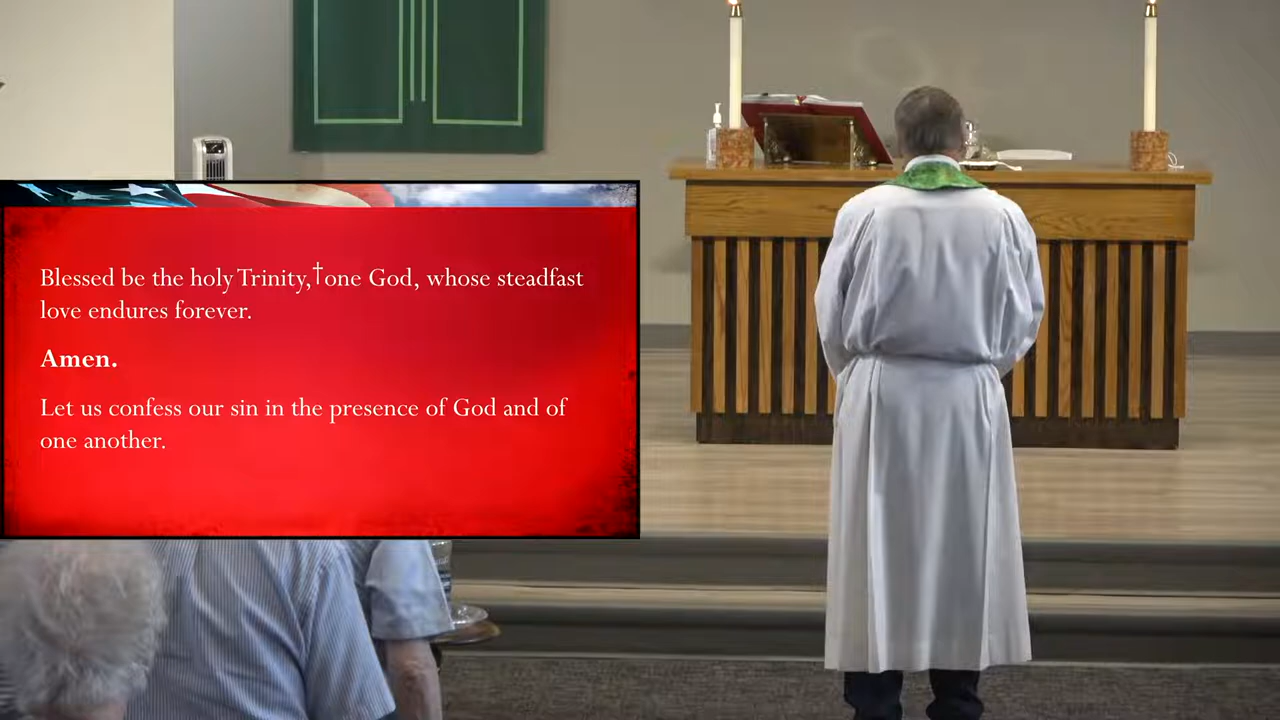 Blessed be the holy Trinity,†one God, whose steadfast
love endures forever.
Amen.
Let us confess our sin in the presence of God and of
one another.